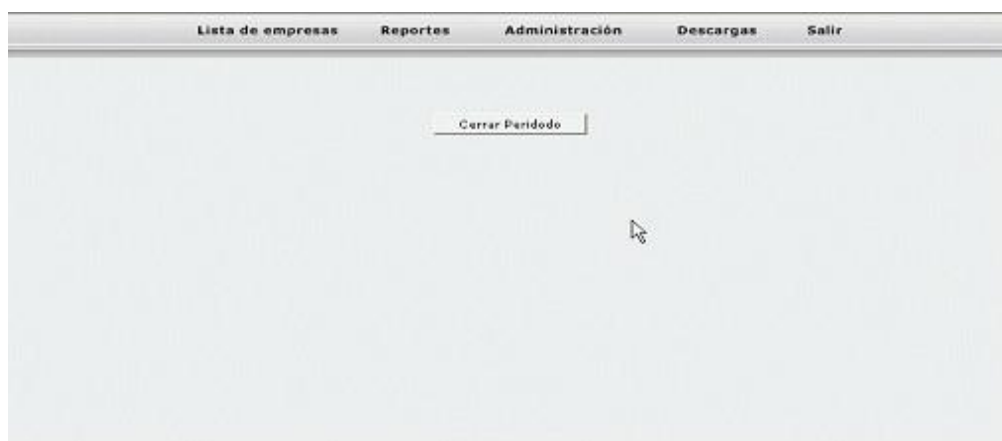 Lista de empresas Reportes Administración Descargas Salir
Cerrar Peridodo